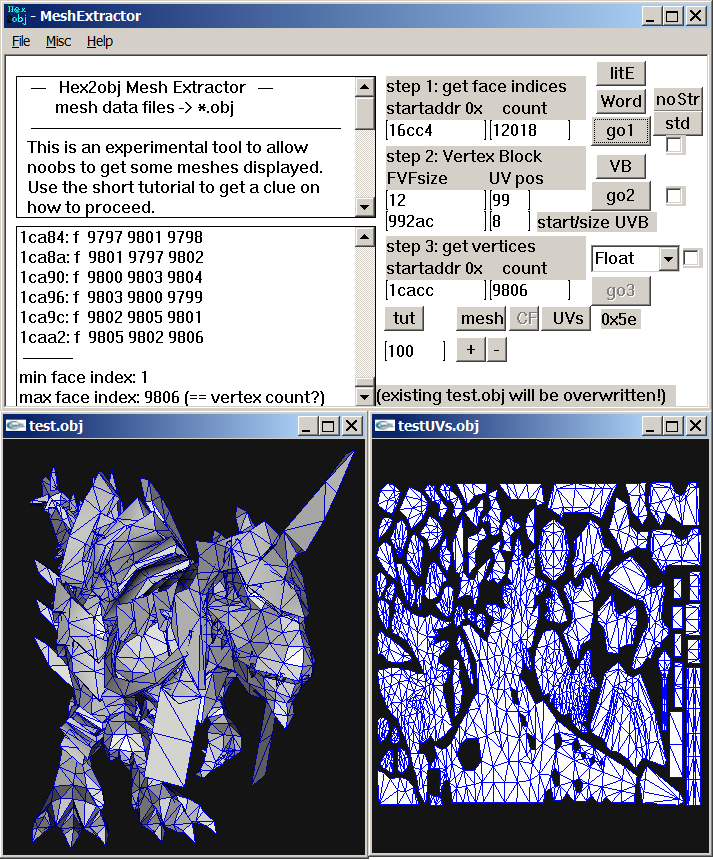 Hex
obj - MeshExtractor
File Misc Help
— Hex2obj Mesh Extractor —
mesh data files -> *.obj
This is an experimental tool to allow
noobs to get some meshes displayed.
Use the short tutorial to get a clue on
how to proceed.
1ca84: f 9797 9801 9798
1ca8a: f 9801 9797 9802
1ca90: f 9800 9803 9804
1ca96: f 9803 9800 9799
1ca9c: f 9802 9805 9801
1caa2: f 9805 9802 9806
min face index: 1
max face index: 9806 (== vertex count?)
step 1: get face indices
startaddr 0x count
16cc4 12018
litE
Word noStr
go1 std
step 2: Vertex Block
FVFsize UV pos
12 99
992ac 8 start/size UVB
VB
go2
step 3: get vertices
startaddr 0x count
1cacc 9806
Float
go3
tut mesh CF UVs 0x5e
100 + -
(existing test.obj will be overwritten!)
test.obj
testUVs.obj